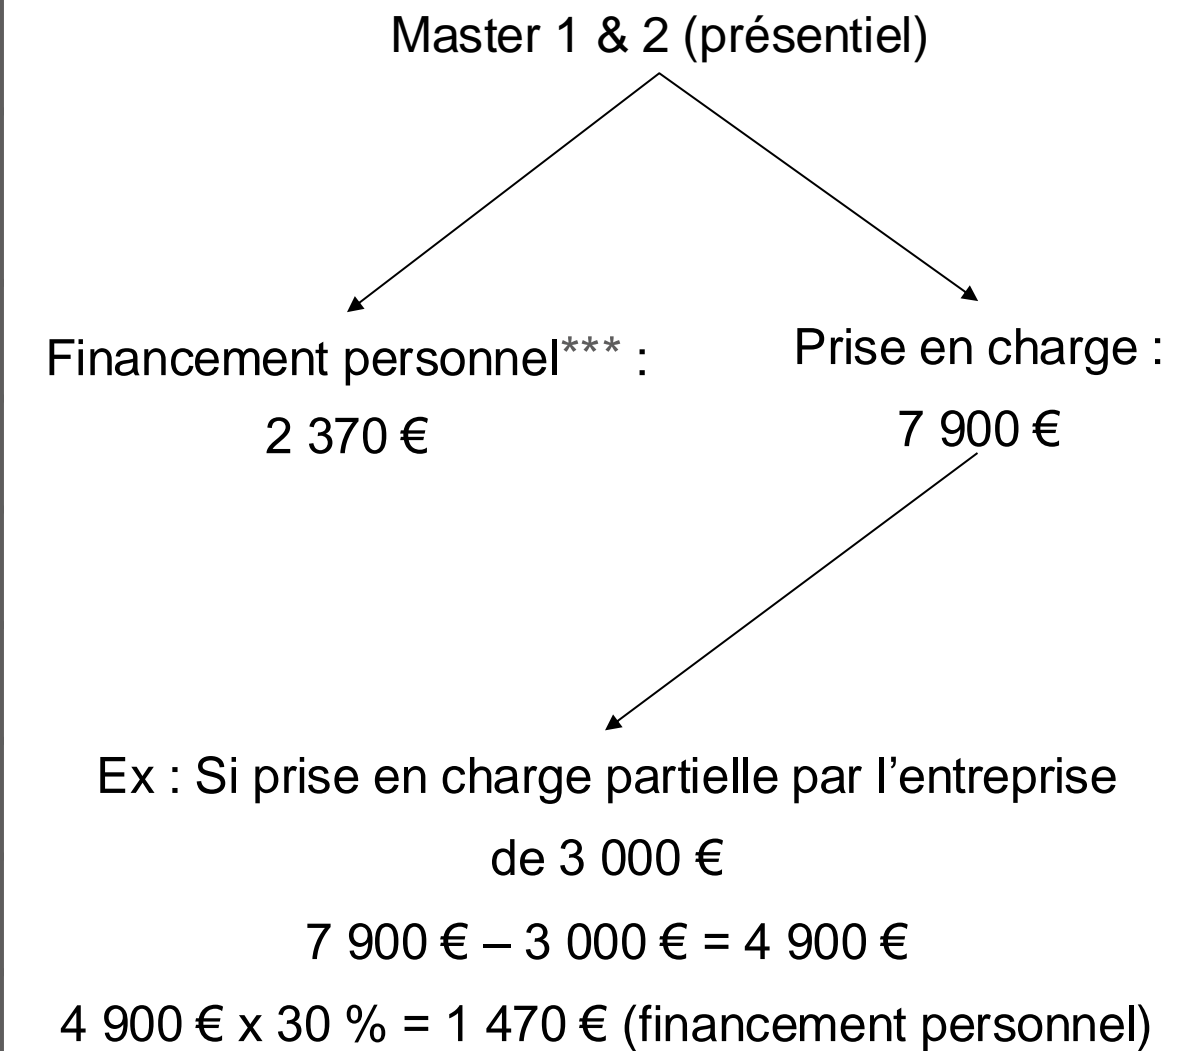 Master 1 & 2 (présentiel)
Financement personnel*** :
2 370 €
Prise en charge :
7 900 €
Ex : Si prise en charge partielle par l’entreprise
de 3 000 €
7 900 € – 3 000 € = 4 900 €
4 900 € x 30 % = 1 470 € (financement personnel)